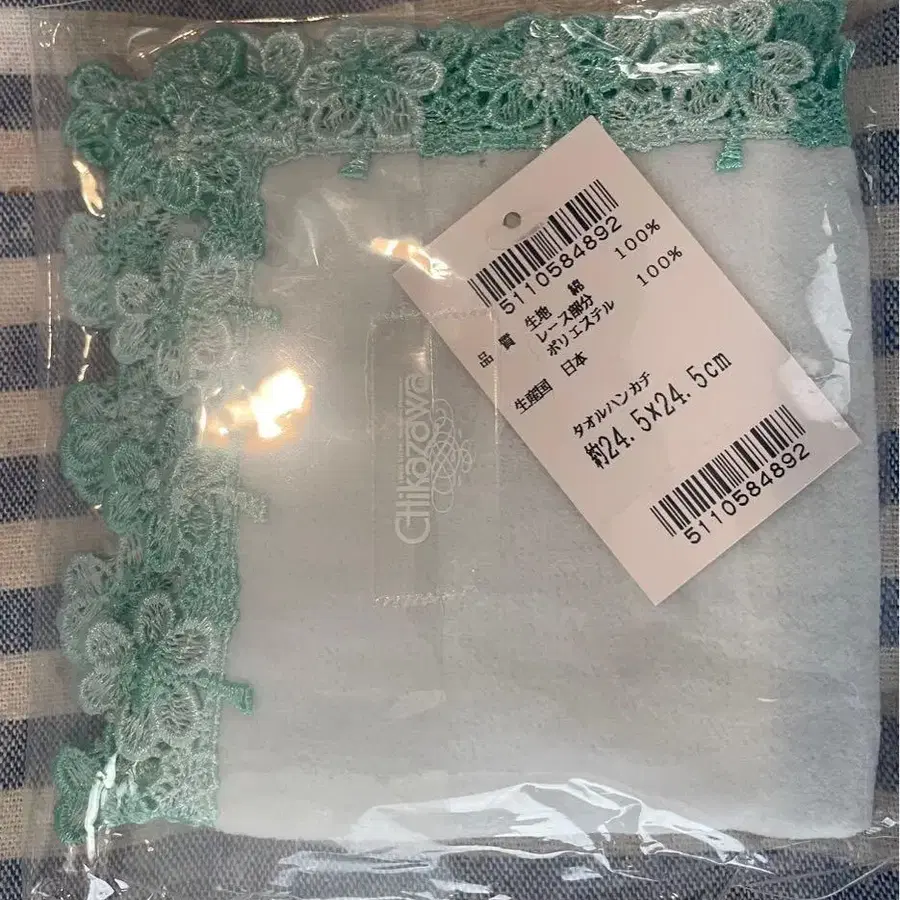 5110584892
品質 生地 綿 100%
レース部分
ポリエステル 100%
生産国 日本
タオルハンカチ
約24.5×24.5cm
5110584892
Chikazawa